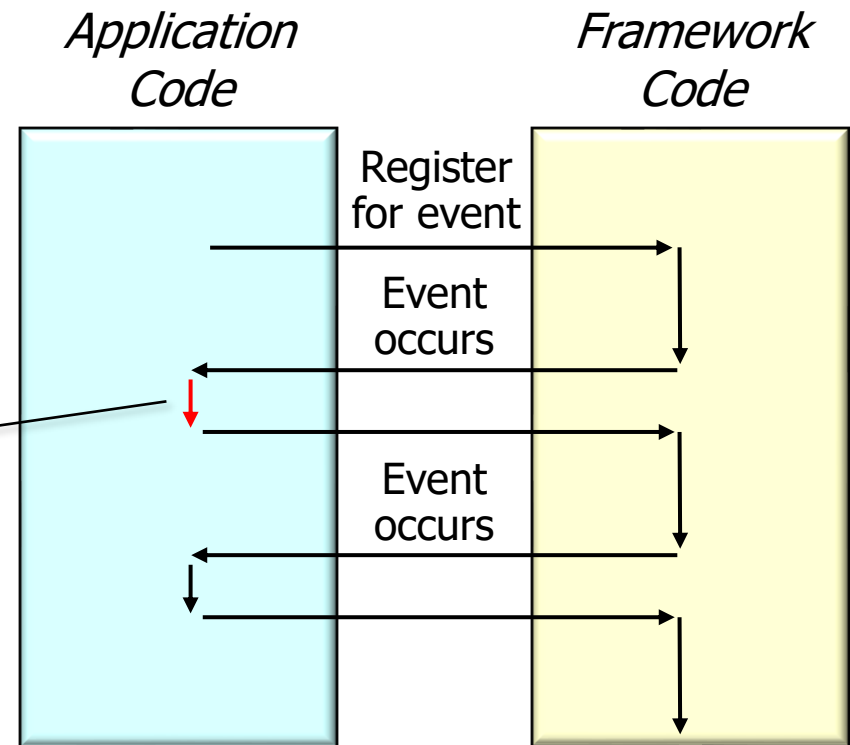 Application
Code
Framework
Code
Register
for event
Event
occurs
Event
occurs